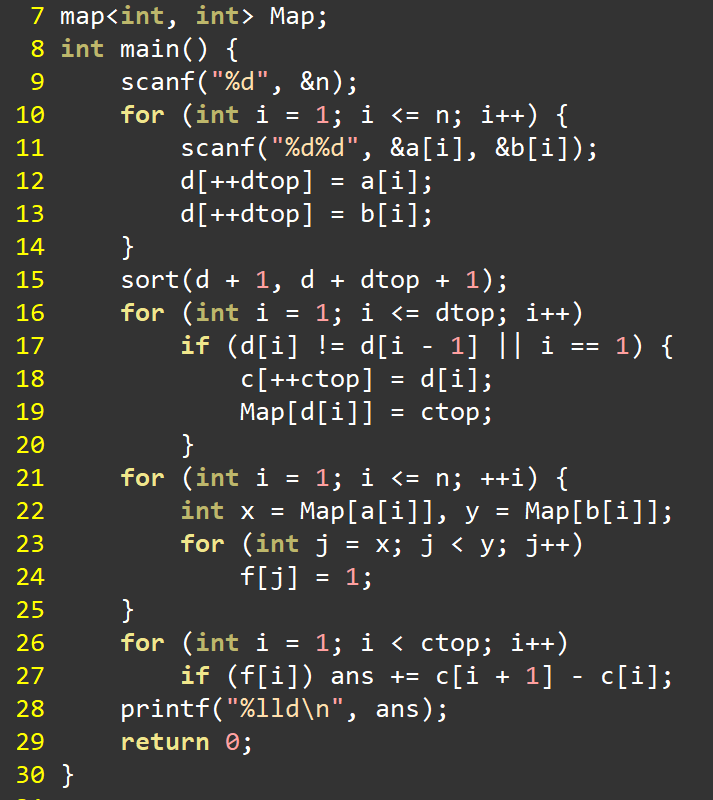 7 map<int, int> Map;
8 int main() {
9     scanf("%d", &n);
10     for (int i = 1; i <= n; i++) {
11         scanf("%d%d", &a[i], &b[i]);
12         d[++dtop] = a[i];
13         d[++dtop] = b[i];
14     }
15     sort(d + 1, d + dtop + 1);
16     for (int i = 1; i <= dtop; i++)
17         if (d[i] != d[i - 1] || i == 1) {
18             c[++ctop] = d[i];
19             Map[d[i]] = ctop;
20         }
21     for (int i = 1; i <= n; ++i) {
22         int x = Map[a[i]], y = Map[b[i]];
23         for (int j = x; j < y; j++)
24             f[j] = 1;
25     }
26     for (int i = 1; i < ctop; i++)
27         if (f[i]) ans += c[i + 1] - c[i];
28     printf("%lld\n", ans);
29     return 0;
30 }